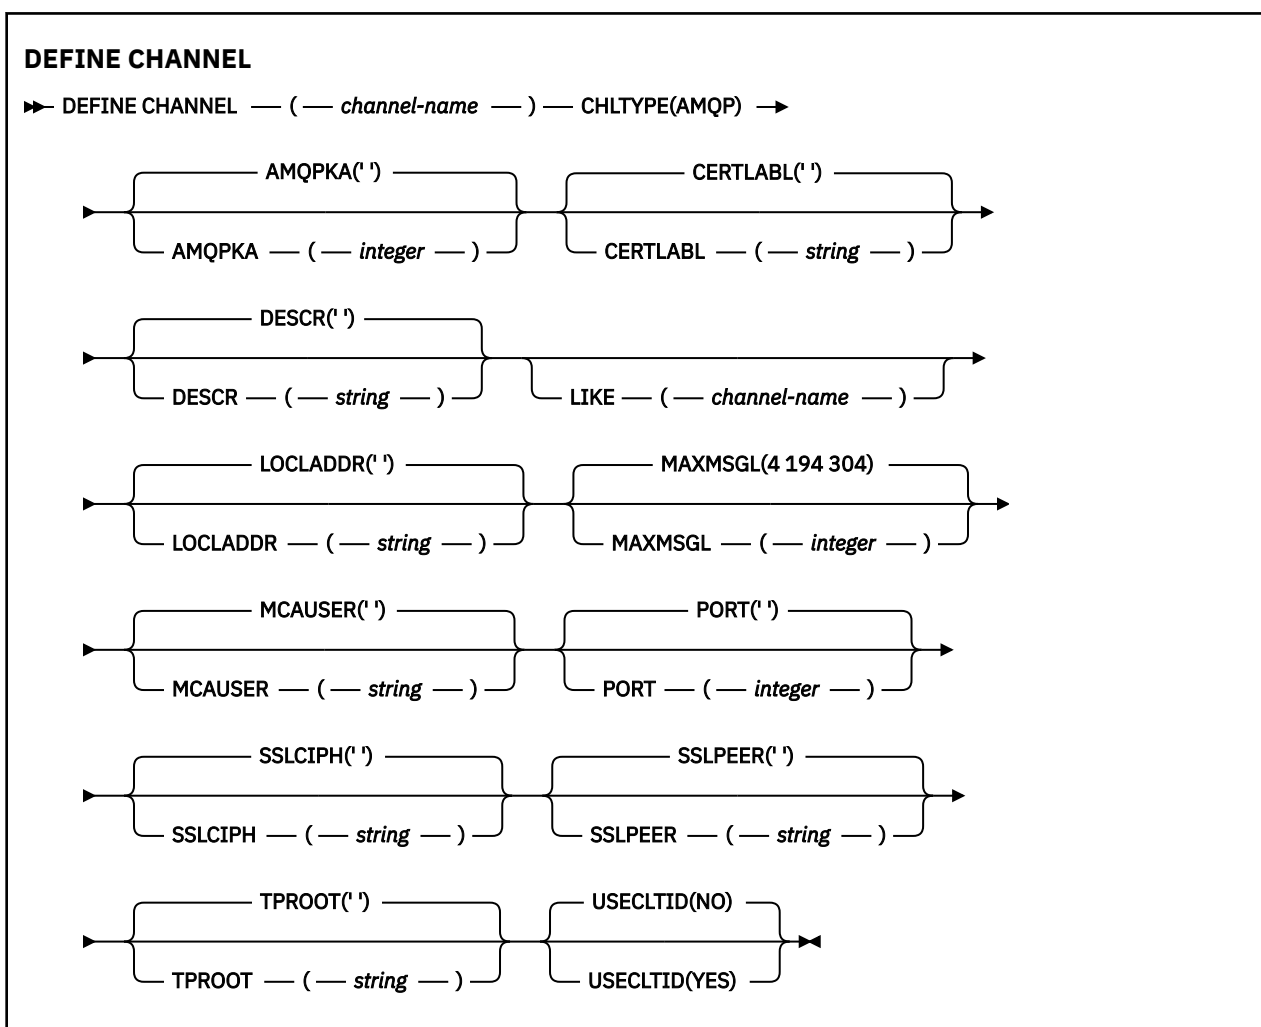 DEFINE CHANNEL
DEFINE CHANNEL ( channel-name ) CHLTYPE(AMQP)
AMQPKA(' ') CERTLABL(' ')
AMQPKA ( integer ) CERTLABL ( string )
DESCR(' ')
DESCR ( string ) LIKE ( channel-name )
LOCLADDR(' ') MAXMSGL(4 194 304)
LOCLADDR ( string ) MAXMSGL ( integer )
MCAUSER(' ') PORT(' ')
MCAUSER ( string ) PORT ( integer )
SSLCIPH(' ') SSLPEER(' ')
SSLCIPH ( string ) SSLPEER ( string )
TPROOT(' ') USECLTID(NO)
TPROOT ( string ) USECLTID(YES)